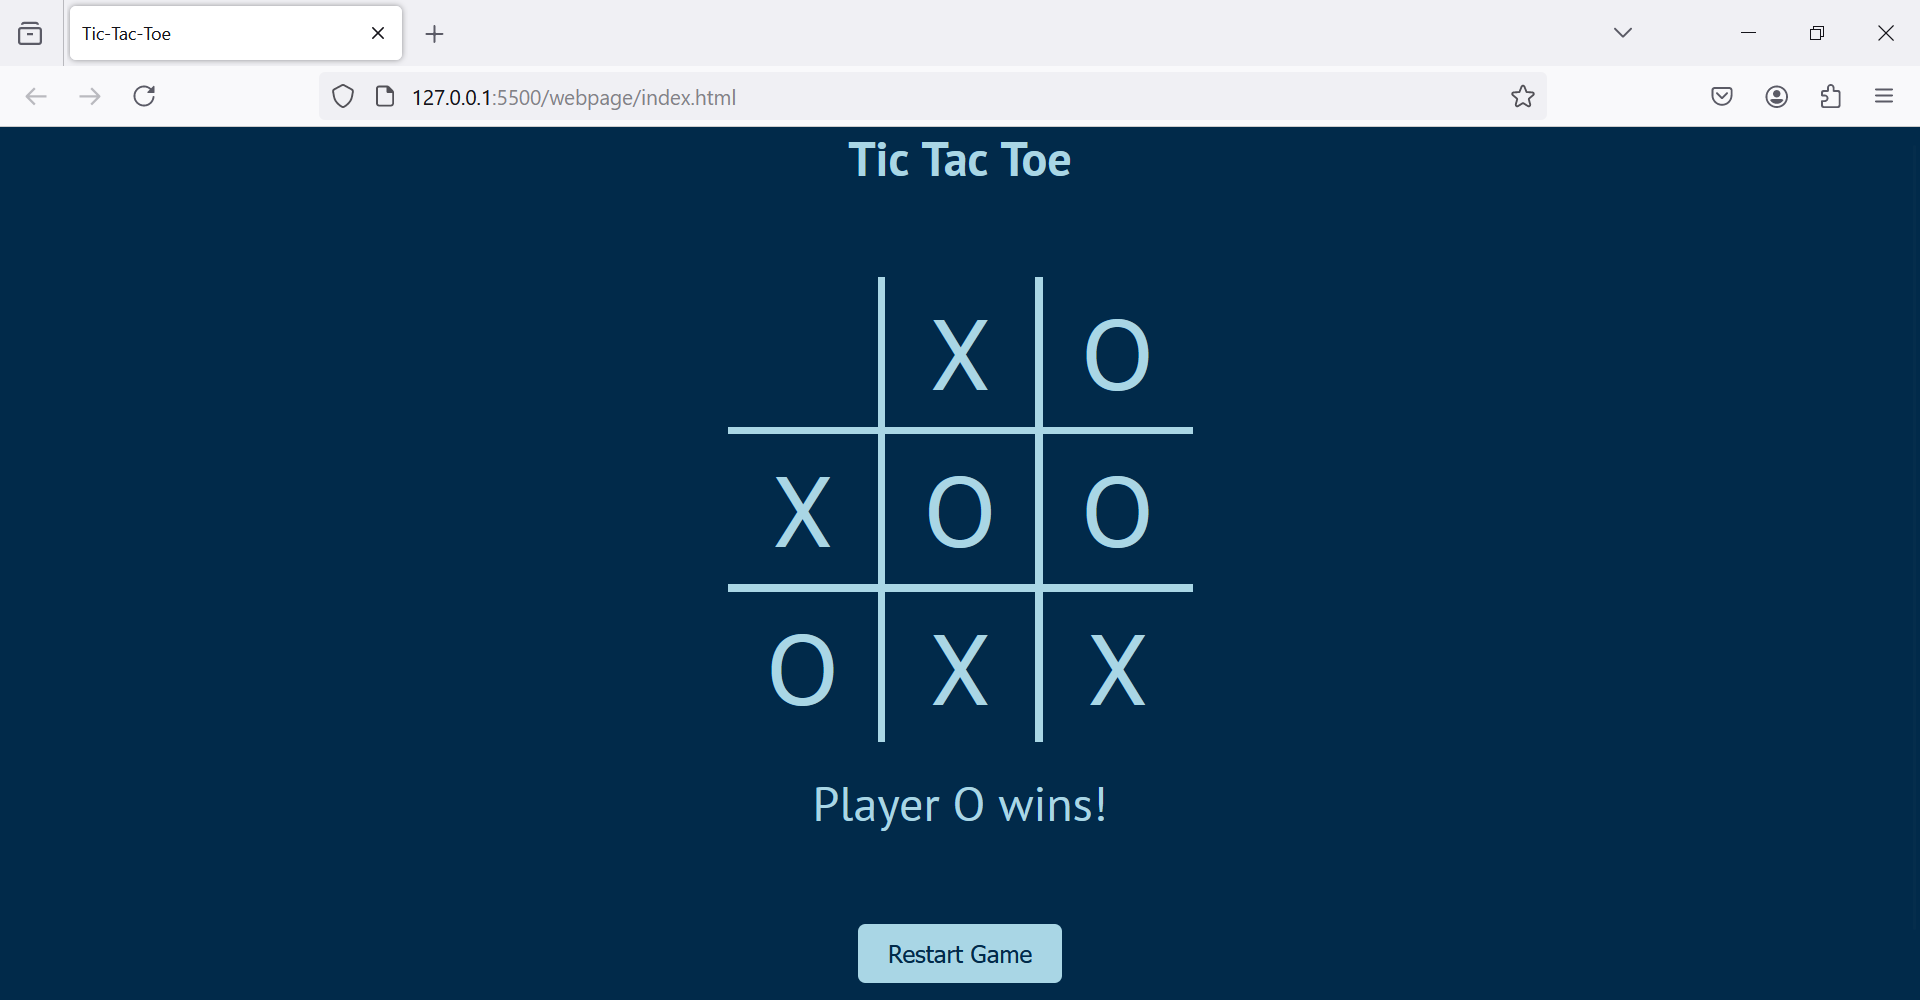 Tic-Tac-Toe
127.0.0.1:5500/webpage/index.html
Tic Tac Toe
X O
X O O
O X X
Player O wins!
Restart Game